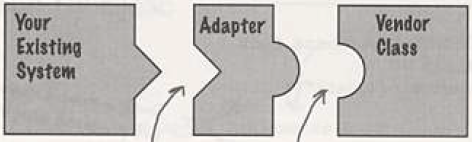 Your
Existing
System
Adapter
Vendor
Class